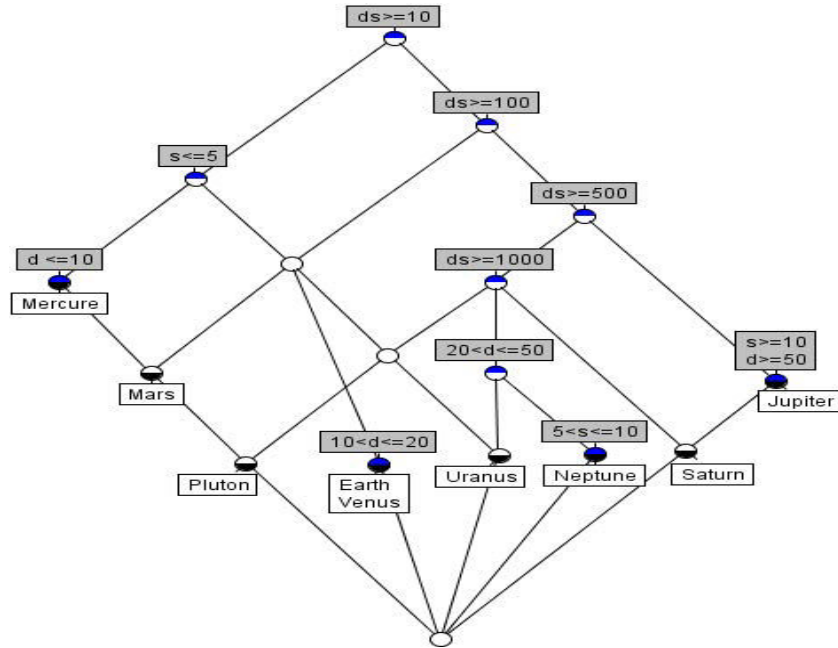 ds>=10
ds>=100
s<=5
ds>=500
d <=10
ds>=1000
Mercure
20<d<=50
s>=10
d>=50
Mars
Jupiter
10<d<=20
5<s<=10
Pluton
Earth
Venus
Uranus
Neptune
Saturn